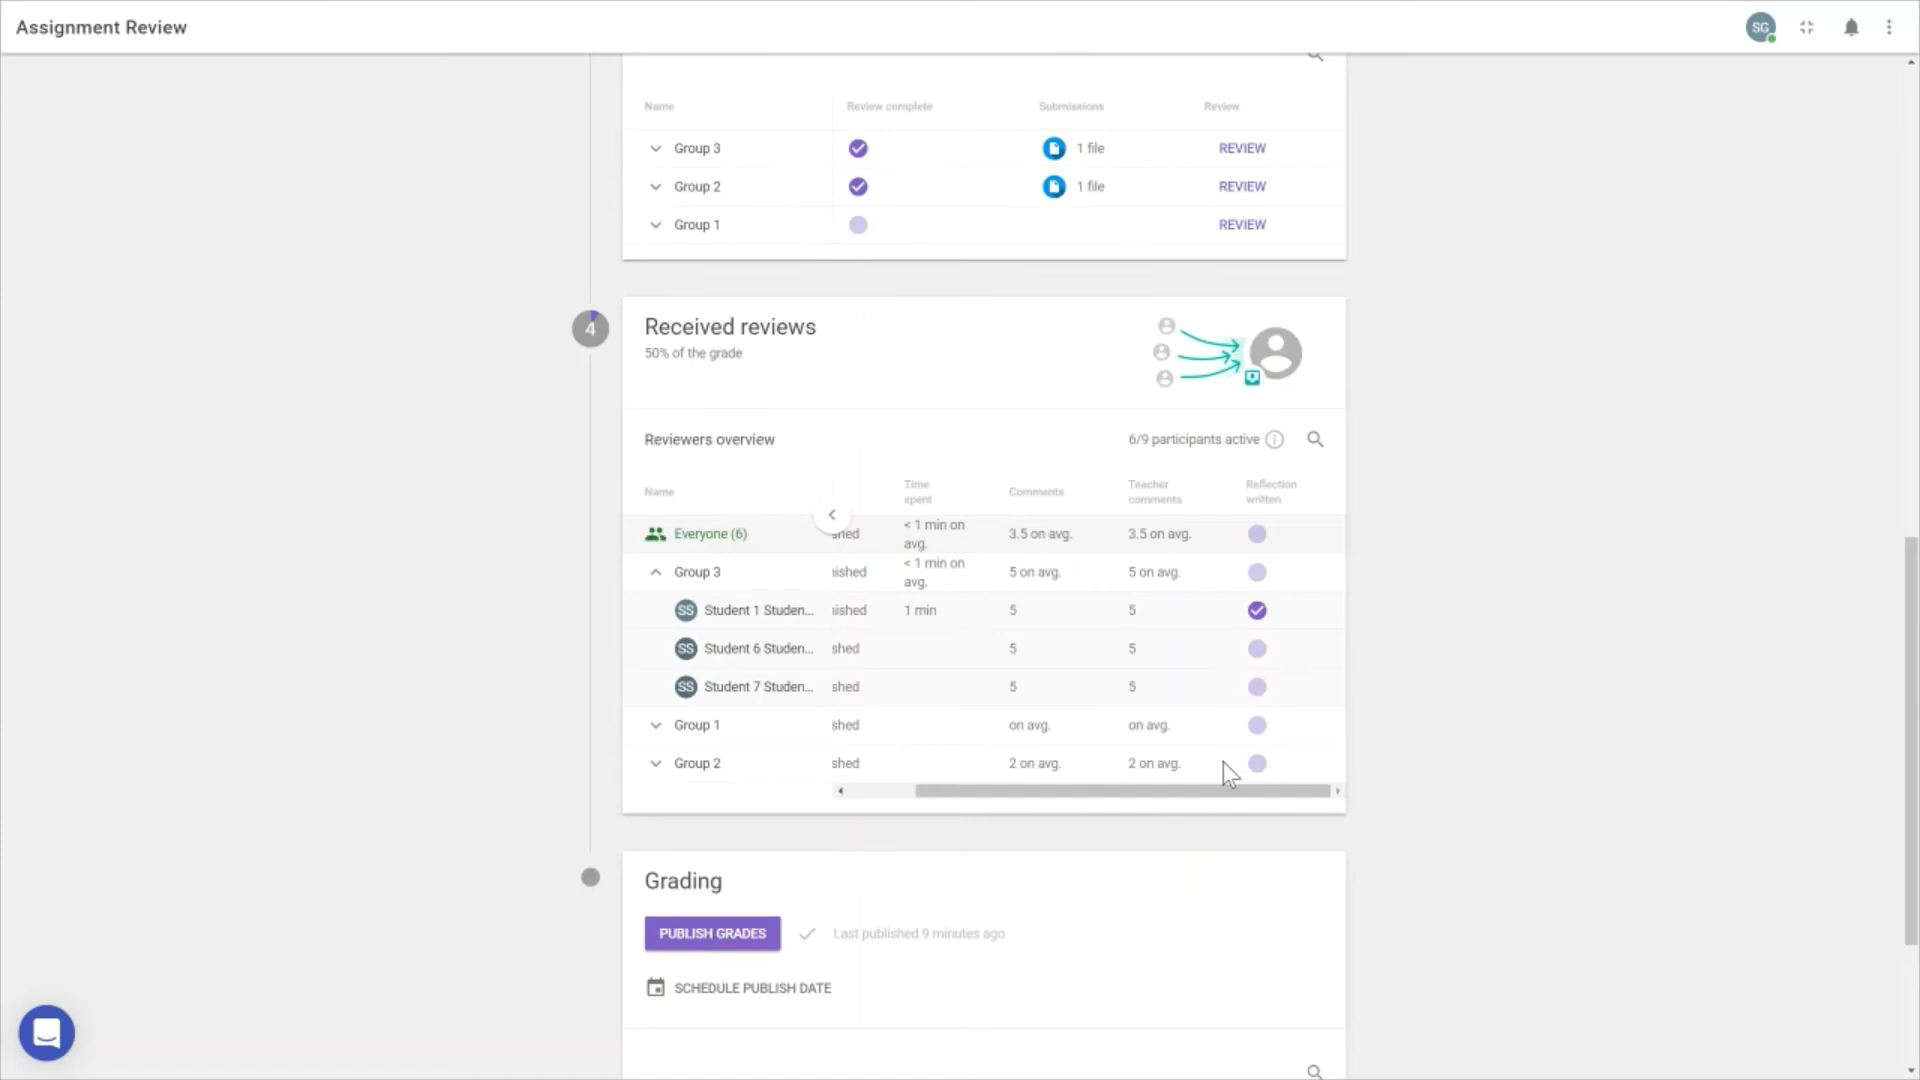 Assignment Review
SG
Name Review complete Submissions Review
Group 3 1 file REVIEW
Group 2 1 file REVIEW
Group 1 REVIEW
4
Received reviews
50% of the grade
Reviewers overview 6/9 participants active
Name Time spent Comments Teacher comments Reflection written
Everyone (6) shed < 1 min on avg. 3.5 on avg. 3.5 on avg.
Group 3 ished < 1 min on avg. 5 on avg. 5 on avg.
SS Student 1 Studen... ished 1 min 5 5
SS Student 6 Studen... shed 5 5
SS Student 7 Studen... shed 5 5
Group 1 shed on avg. on avg.
Group 2 shed 2 on avg. 2 on avg.
Grading
PUBLISH GRADES Last published 9 minutes ago
SCHEDULE PUBLISH DATE